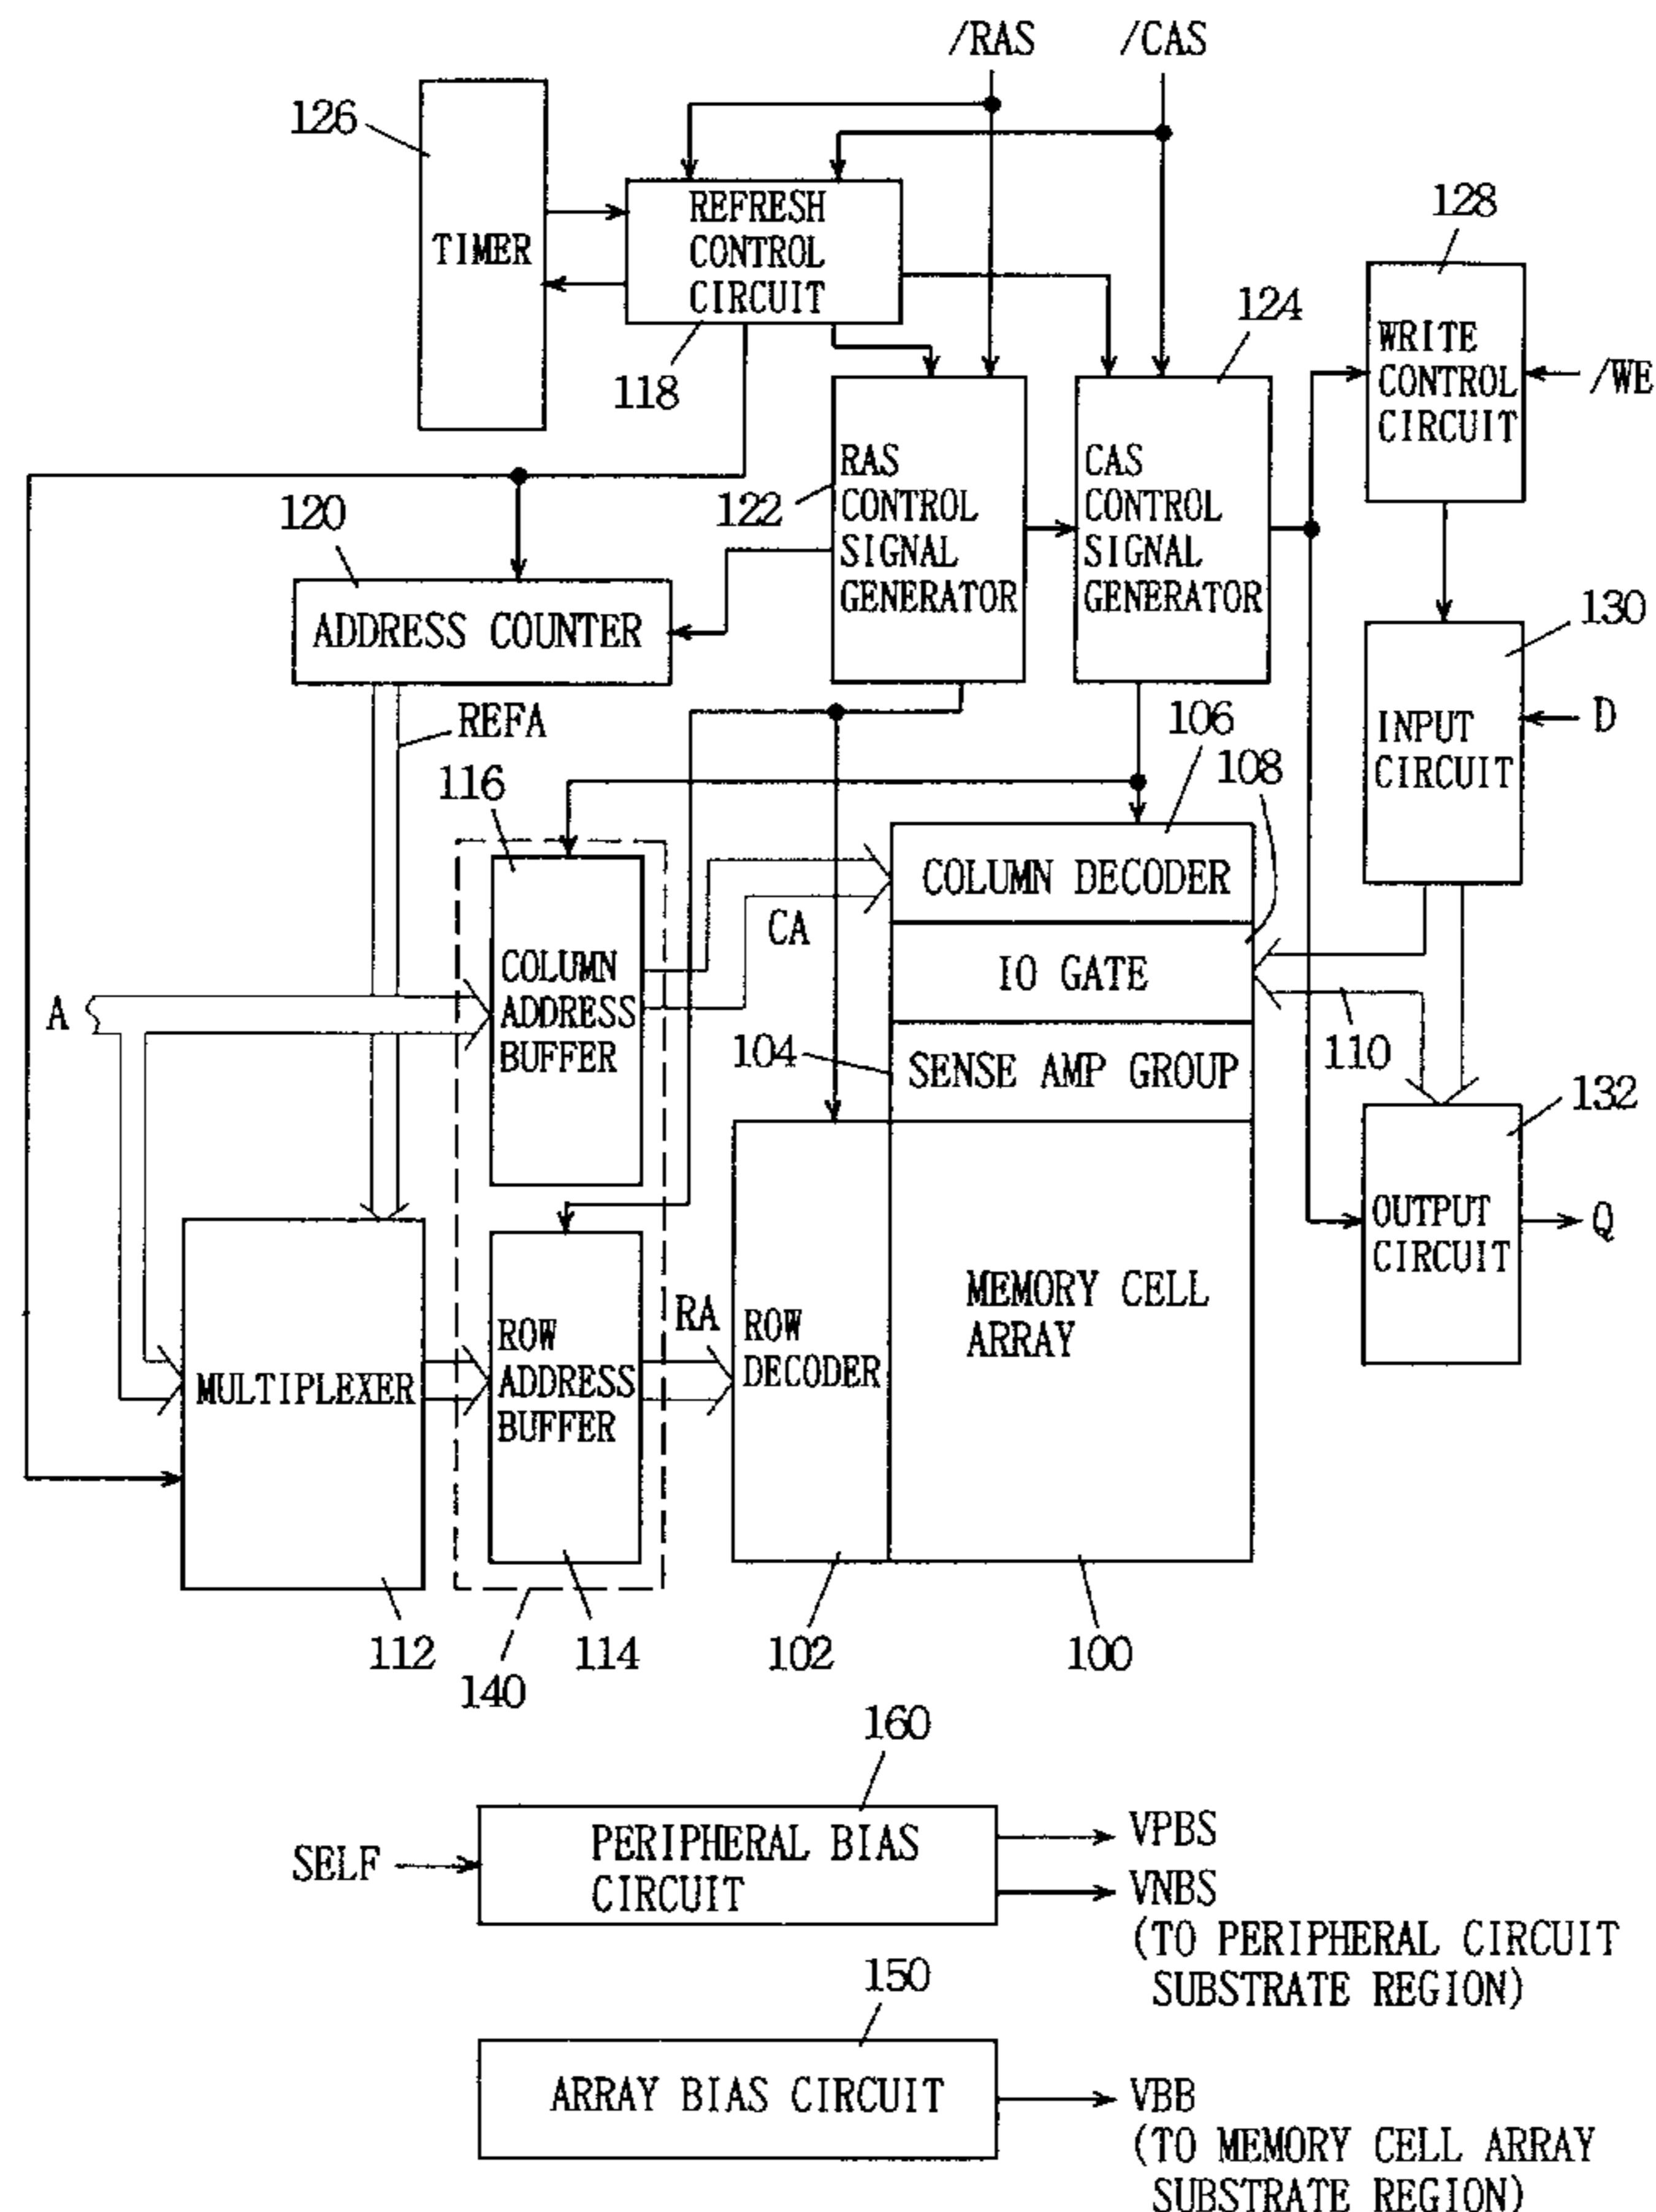 /RAS
/CAS
126
TIMER
REFRESH
CONTROL
CIRCUIT
118
128
WRITE
CONTROL
CIRCUIT
/WE
124
122
RAS
CONTROL
SIGNAL
GENERATOR
CAS
CONTROL
SIGNAL
GENERATOR
120
ADDRESS COUNTER
REFA
130
INPUT
CIRCUIT
D
106
108
116
COLUMN DECODER
CA
IO GATE
COLUMN
ADDRESS
BUFFER
A
104
SENSE AMP GROUP
110
132
OUTPUT
CIRCUIT
Q
MEMORY CELL
ARRAY
RA
ROW
DECODER
ROW
ADDRESS
BUFFER
MULTIPLEXER
112
140
114
102
100
160
SELF
PERIPHERAL BIAS
CIRCUIT
VPBS
VNBS
(TO PERIPHERAL CIRCUIT
SUBSTRATE REGION)
150
ARRAY BIAS CIRCUIT
VBB
(TO MEMORY CELL ARRAY
SUBSTRATE REGION)